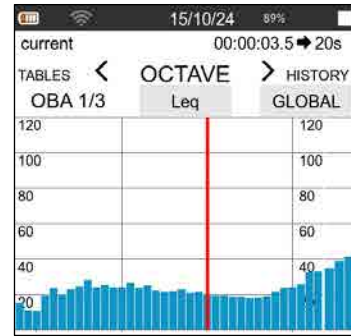 15/10/24 89%
current 00:00:03.5 ➡ 20s
TABLES < OCTAVE > HISTORY
OBA 1/3 Leq GLOBAL
120 120
100 100
80 80
60 60
40 40
20